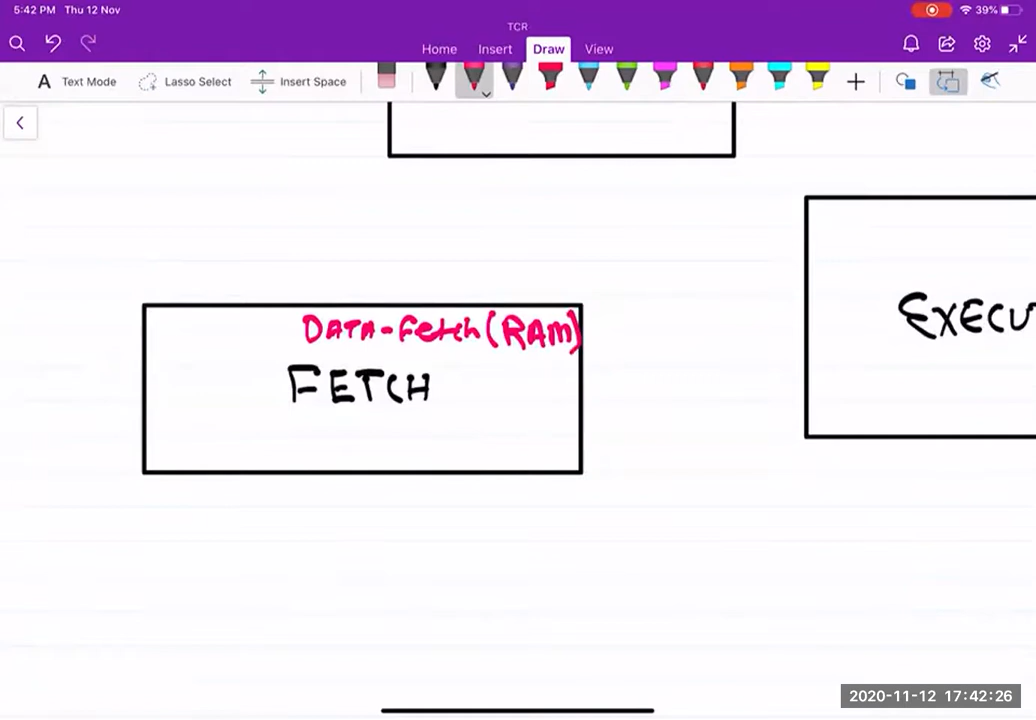 5:42 PM Thu 12 Nov
39%
TCR
Home Insert Draw View
A Text Mode Lasso Select Insert Space
DATA-Fetch(RAM)
FETCH
EXECU
2020-11-12 17:42:26